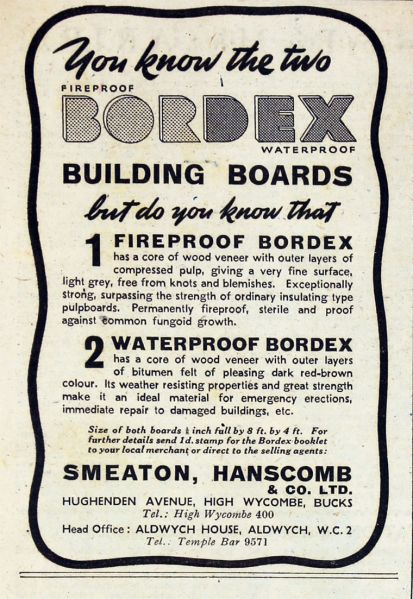 You know the two
FIREPROOF
BORDEX
WATERPROOF
BUILDING BOARDS
but do you know that
1 FIREPROOF BORDEX
has a core of wood veneer with outer layers of
compressed pulp, giving a very fine surface,
light grey, free from knots and blemishes. Exceptionally
strong, surpassing the strength of ordinary insulating type
pulpboards. Permanently fireproof, sterile and proof
against common fungoid growth.
2 WATERPROOF BORDEX
has a core of wood veneer with outer layers
of bitumen felt of pleasing dark red-brown
colour. Its weather resisting properties and great strength
make it an ideal material for emergency erections,
immediate repair to damaged buildings, etc.
Size of both boards inch full by 8 ft. by 4 ft. For
further details send 1d. stamp for the Bordex booklet
to your local merchant or direct to the selling agents:
SMEATON, HANSCOMB
& CO. LTD.
HUGHENDEN AVENUE, HIGH WYCOMBE, BUCKS
Tel.: High Wycombe 400
Head Office: ALDWYCH HOUSE, ALDWYCH, W.C. 2
Tel.: Temple Bar 9571